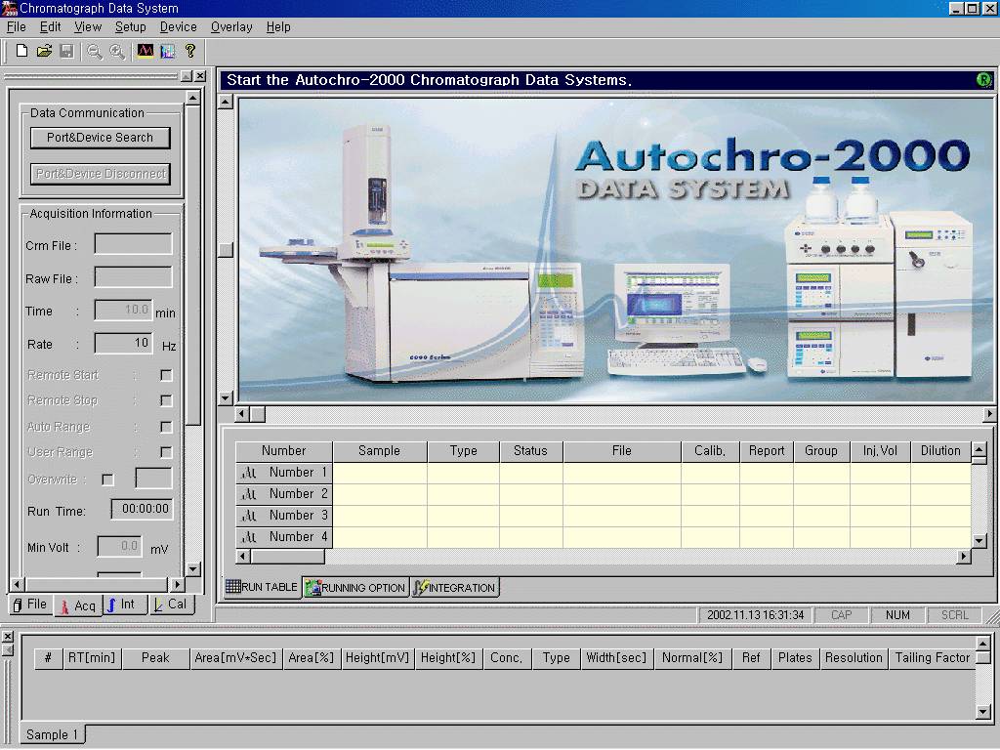 Chromatograph Data System
File Edit View Setup Device Overlay Help
Start the Autochro-2000 Chromatograph Data Systems.
Data Communication
Port&Device Search
Port&Device Disconnect
Acquisition Information
Crm File :
Raw File :
Time : 10.0 min
Rate : 10 Hz
Remote Start :
Remote Stop :
Auto Range :
User Range :
Overwrite :
Run Time: 00:00:00
Min Volt : 0.0 mV
File Acq Int Cal
Autochro-2000
DATA SYSTEM
6000 Series
Number Sample Type Status File Calib. Report Group Inj.Vol Dilution
Number 1
Number 2
Number 3
Number 4
RUN TABLE RUNNING OPTION INTEGRATION
2002.11.13 16:31:34 CAP NUM SCRL
# RT[min] Peak Area[mV*Sec] Area[%] Height[mV] Height[%] Conc. Type Width[sec] Normal[%] Ref Plates Resolution Tailing Factor
Sample 1